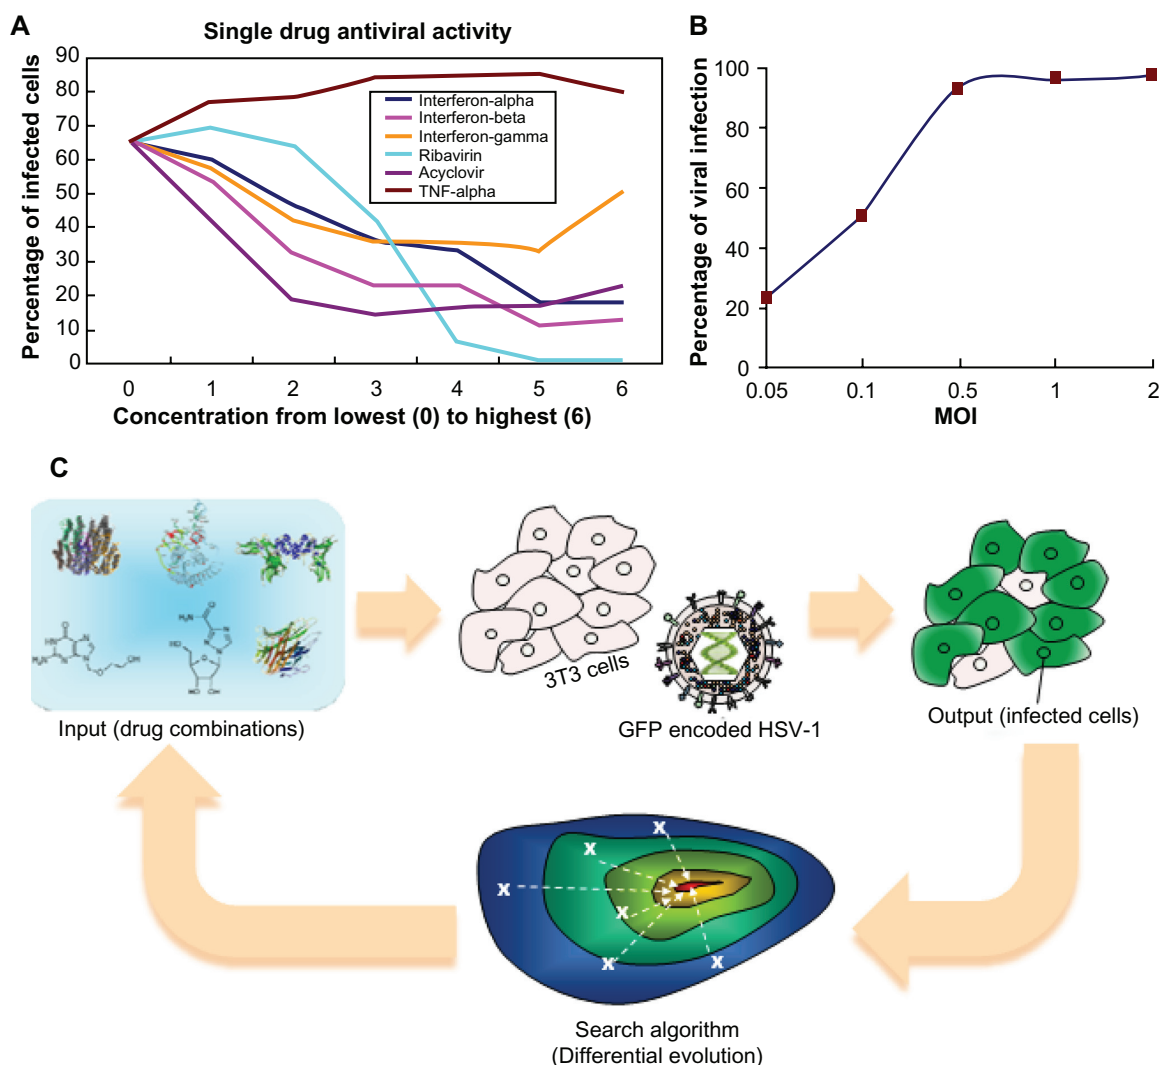 A
Single drug antiviral activity
Percentage of infected cells
90
80
70
60
50
40
30
20
10
0
Interferon-alpha
Interferon-beta
Interferon-gamma
Ribavirin
Acyclovir
TNF-alpha
0 1 2 3 4 5 6
Concentration from lowest (0) to highest (6)
B
Percentage of viral infection
100
80
60
40
20
0
0.05 0.1 0.5 1 2
MOI
C
Input (drug combinations)
3T3 cells
GFP encoded HSV-1
Output (infected cells)
X
X
X
X
X
X
Search algorithm
(Differential evolution)